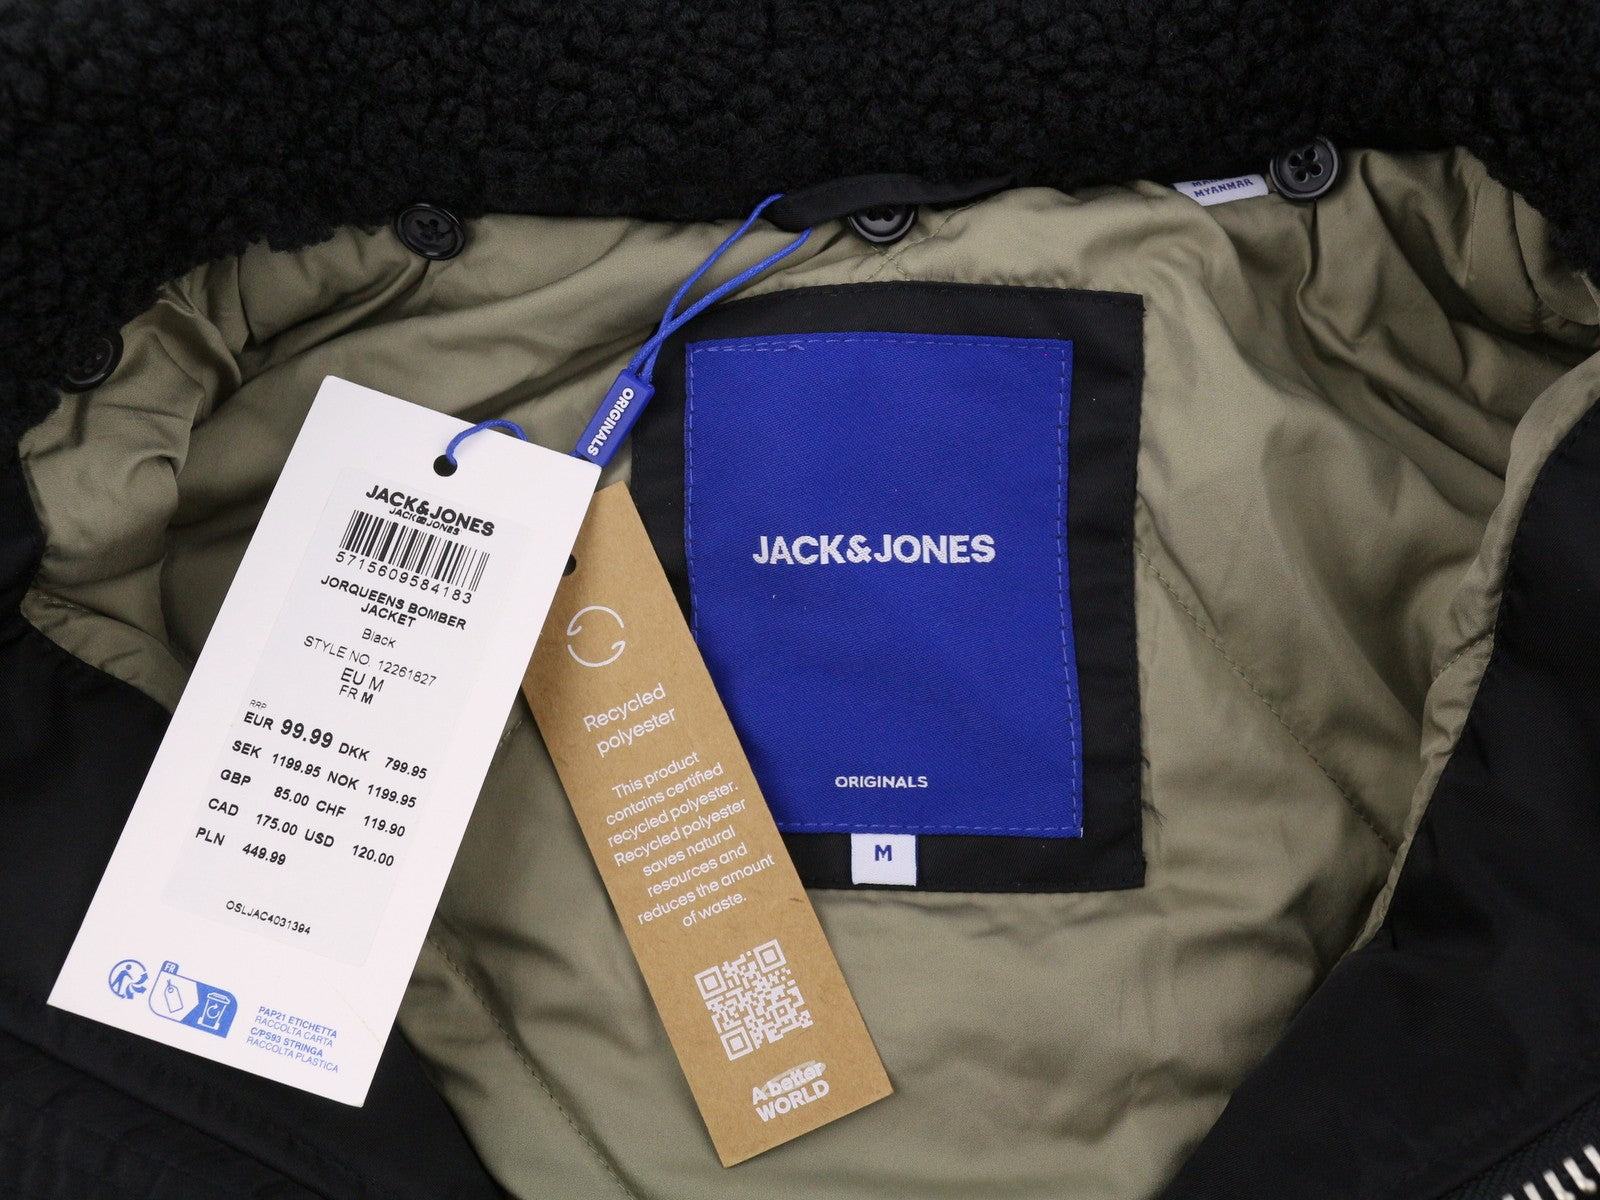 MYANMAR
ORIGINALS
JACK&JONES
JACK&JONES
5715609584183
JORQUEENS BOMBER
JACKET
Black
STYLE NO. 12261827
EU M
FR M
RRP
EUR 99.99 DKK 799.95
SEK 1199.95 NOK 1199.95
GBP 85.00 CHF 119.90
CAD 175.00 USD 120.00
PLN 449.99
OSLJAC4031394
FR
PAP21 ETICHETTA
RACCOLTA CARTA
C/PS93 STRINGA
RACCOLTA PLASTICA
Recycled
polyester
This product
contains certified
recycled polyester.
Recycled polyester
saves natural
resources and
reduces the amount
of waste.
A better
WORLD
JACK&JONES
ORIGINALS
M